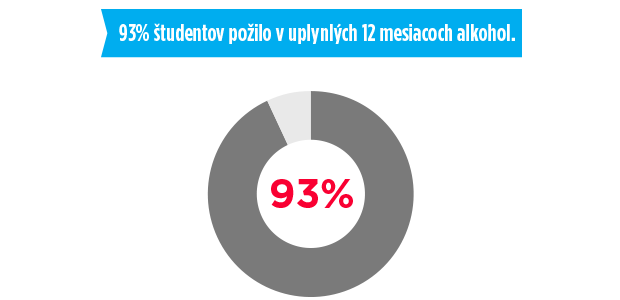 93% študentov požilo v uplynlých 12 mesiacoch alkohol.
93%